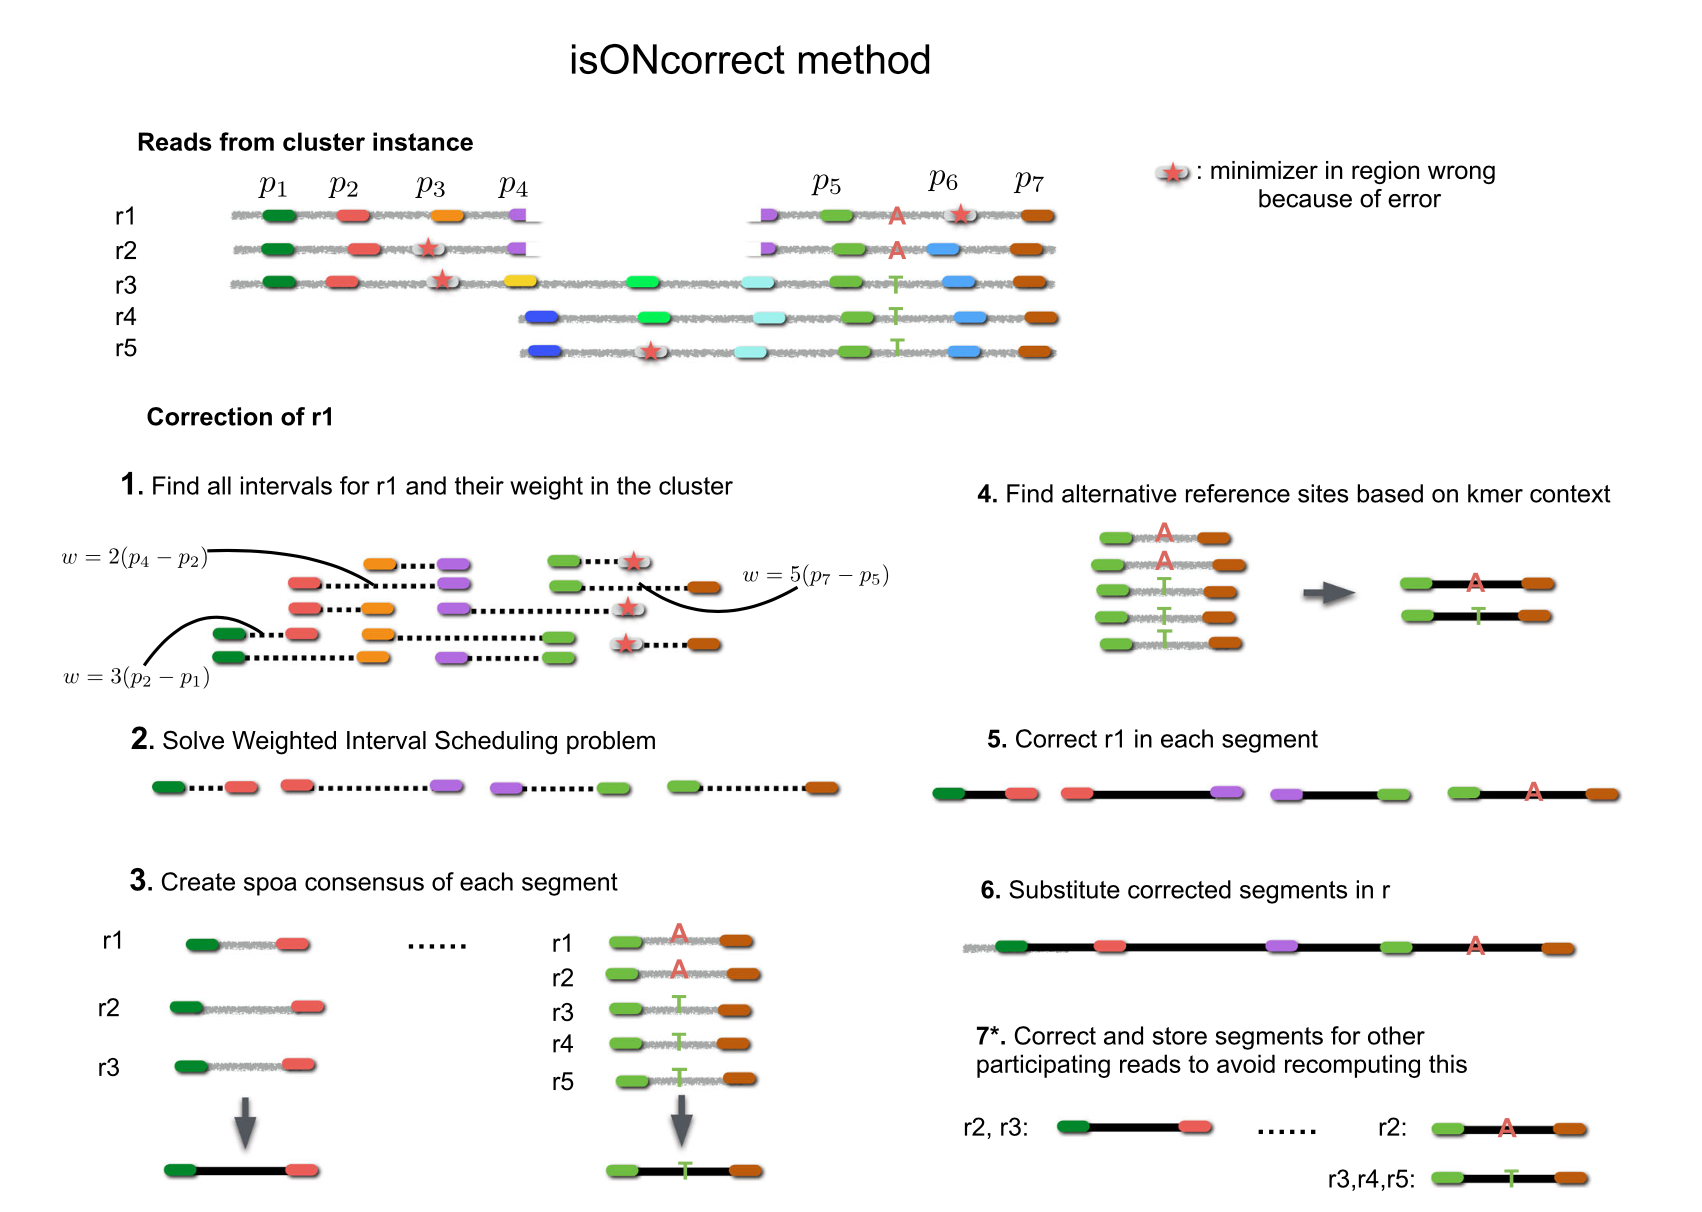 isONcorrect method
Reads from cluster instance
p1 p2 p3 p4 p5 p6 p7
: minimizer in region wrong
because of error
r1 A
r2 A
r3 T
r4 T
r5 T
Correction of r1
1. Find all intervals for r1 and their weight in the cluster
w = 2(p4 − p2)
w = 5(p7 − p5)
w = 3(p2 − p1)
2. Solve Weighted Interval Scheduling problem
3. Create spoa consensus of each segment
r1 ...... r1 A
r2 r2 A
r3 r3 T
r4 T
r5 T
T
4. Find alternative reference sites based on kmer context
A
A
T
T
T
A
T
5. Correct r1 in each segment
A
6. Substitute corrected segments in r
A
7*. Correct and store segments for other
participating reads to avoid recomputing this
r2, r3: ...... r2: A
r3,r4,r5: T